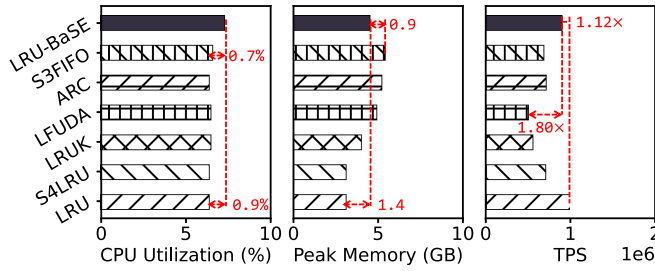 LRU-BaSE
S3FIFO
ARC
LFUDA
LRUK
S4LRU
LRU
0.7%
0.9%
0 5 10
CPU Utilization (%)
0.9
1.4
0 5 10
Peak Memory (GB)
1.12×
1.80×
0 1 2
1e6
TPS